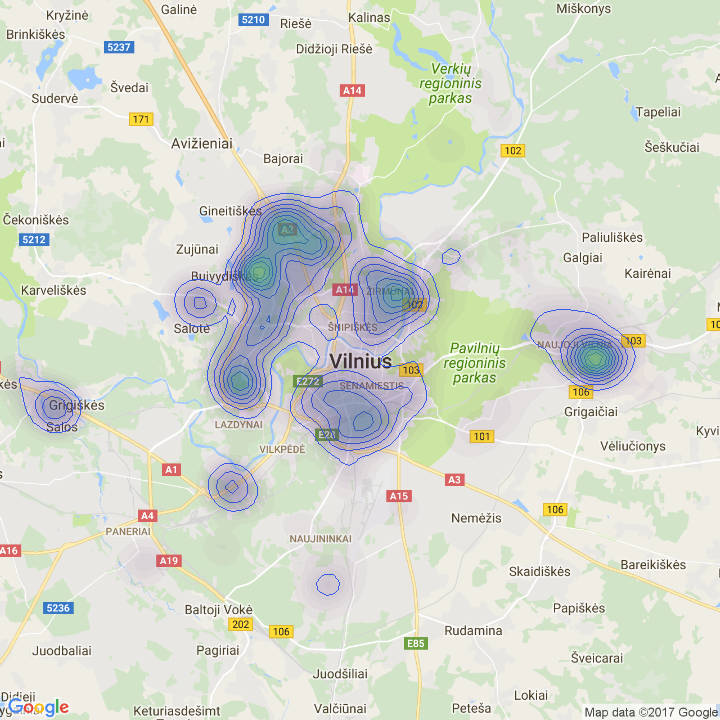 Kryžinė
Galinė
Miškonys
Brinkiškės
5210
Riešė
Kalinas
5237
Didžioji Riešė
Verkių
regioninis
parkas
Švedai
A14
Sudervė
Tapeliai
171
Avižieniai
102
Šeškučiai
Bajorai
Čekoniškės
Gineitiškės
5212
A2
Paliuliškės
Zujūnai
Galgiai
Kairėnai
Karveliškės
Buivydiškės
A14
ŽIRMŪNAI
102
Salotė
4
ŠNIPIŠKĖS
103
NAUJOJI VILNIA
Vilnius
Pavilnių
regioninis
parkas
103
E272
SENAMIESTIS
106
Grigiškės
Salos
Grigaičiai
LAZDYNAI
E28
101
Kyvi
VILKPĖDĖ
Vėliučionys
A1
A3
A15
A4
106
Nemėžis
PANERIAI
NAUJININKAI
A16
A19
Bareikiškės
Skaidiškės
5236
Baltoji Vokė
Papiškės
202
106
Rudamina
Juodbaliai
Pagiriai
E85
Šveicarai
Juodšiliai
Didieji
Lokiai
Google
Keturiasdešimt
Valčiūnai
Peteša
Map data ©2017 Google